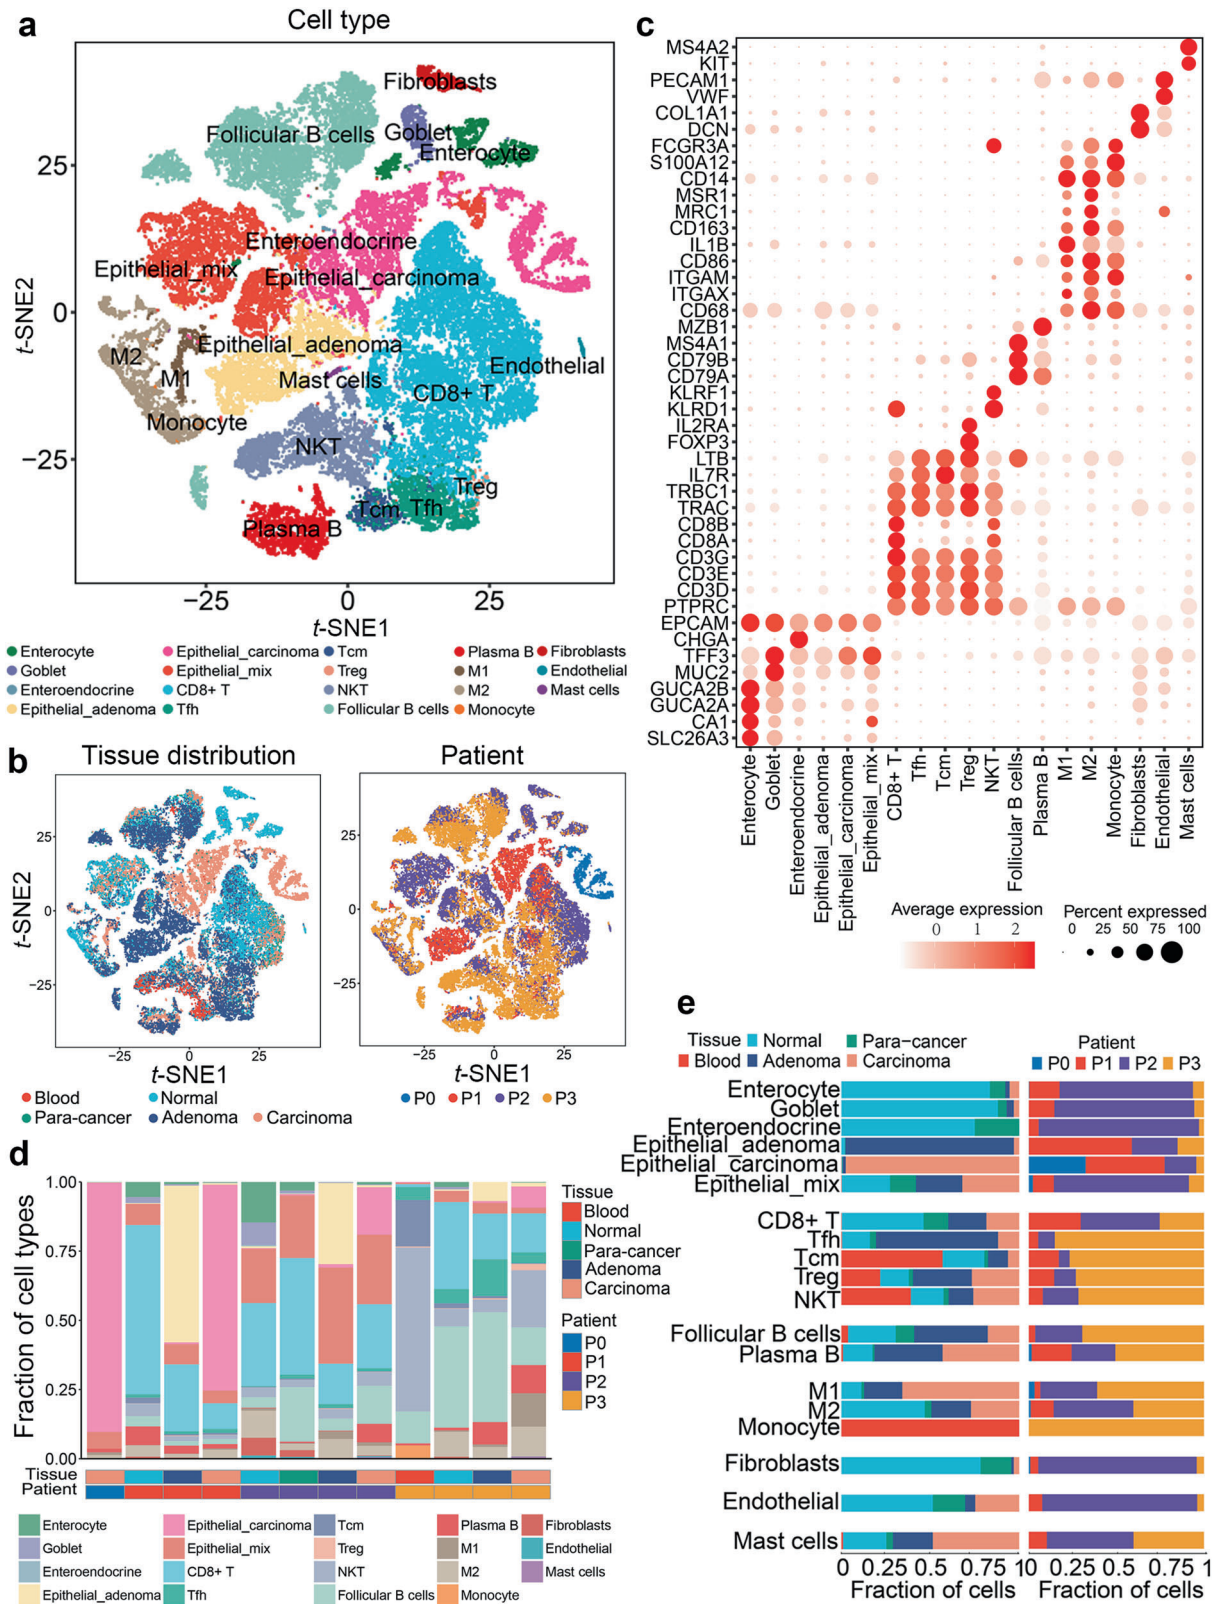 a
Cell type
Fibroblasts
Follicular B cells
Goblet
Enterocyte
Enteroendocrine
Epithelial_mix
Epithelial_carcinoma
Epithelial_adenoma
M2
M1
Mast cells
Endothelial
CD8+ T
Monocyte
NKT
Treg
Tcm
Tfh
Plasma B
25
0
−25
t-SNE2
−25
0
25
t-SNE1
Enterocyte
Epithelial_carcinoma
Tcm
Plasma B
Fibroblasts
Goblet
Epithelial_mix
Treg
M1
Endothelial
Enteroendocrine
CD8+ T
NKT
M2
Mast cells
Epithelial_adenoma
Tfh
Follicular B cells
Monocyte
b
Tissue distribution
Patient
25
0
−25
t-SNE2
−25
0
25
t-SNE1
25
0
−25
−25
0
25
t-SNE1
Blood
Normal
Para-cancer
Adenoma
Carcinoma
P0
P1
P2
P3
c
MS4A2
KIT
PECAM1
VWF
COL1A1
DCN
FCGR3A
S100A12
CD14
MSR1
MRC1
CD163
IL1B
CD86
ITGAM
ITGAX
CD68
MZB1
MS4A1
CD79B
CD79A
KLRF1
KLRD1
IL2RA
FOXP3
LTB
IL7R
TRBC1
TRAC
CD8B
CD8A
CD3G
CD3E
CD3D
PTPRC
EPCAM
CHGA
TFF3
MUC2
GUCA2B
GUCA2A
CA1
SLC26A3
Enterocyte
Goblet
Enteroendocrine
Epithelial_adenoma
Epithelial_carcinoma
Epithelial_mix
CD8+ T
Tfh
Tcm
Treg
NKT
Follicular B cells
Plasma B
M1
M2
Monocyte
Fibroblasts
Endothelial
Mast cells
Average expression
0
1
2
Percent expressed
0
25
50
75
100
d
1.00
0.75
0.50
0.25
0.00
Fraction of cell types
Tissue
Patient
Tissue
Blood
Normal
Para-cancer
Adenoma
Carcinoma
Patient
P0
P1
P2
P3
Enterocyte
Epithelial_carcinoma
Tcm
Plasma B
Fibroblasts
Goblet
Epithelial_mix
Treg
M1
Endothelial
Enteroendocrine
CD8+ T
NKT
M2
Mast cells
Epithelial_adenoma
Tfh
Follicular B cells
Monocyte
e
Tissue
Normal
Para−cancer
Blood
Adenoma
Carcinoma
Patient
P0
P1
P2
P3
Enterocyte
Goblet
Enteroendocrine
Epithelial_adenoma
Epithelial_carcinoma
Epithelial_mix
CD8+ T
Tfh
Tcm
Treg
NKT
Follicular B cells
Plasma B
M1
M2
Monocyte
Fibroblasts
Endothelial
Mast cells
0 0.25 0.5 0.75 1
Fraction of cells
0 0.25 0.5 0.75 1
Fraction of cells